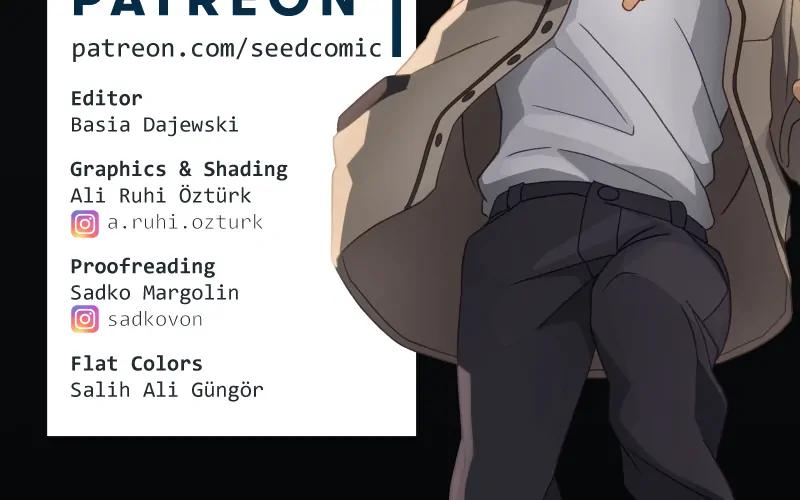 PATREON
patreon.com/seedcomic
Editor
Basia Dajewski
Graphics & Shading
Ali Ruhi Öztürk
a.ruhi.ozturk
Proofreading
Sadko Margolin
sadkovon
Flat Colors
Salih Ali Güngör